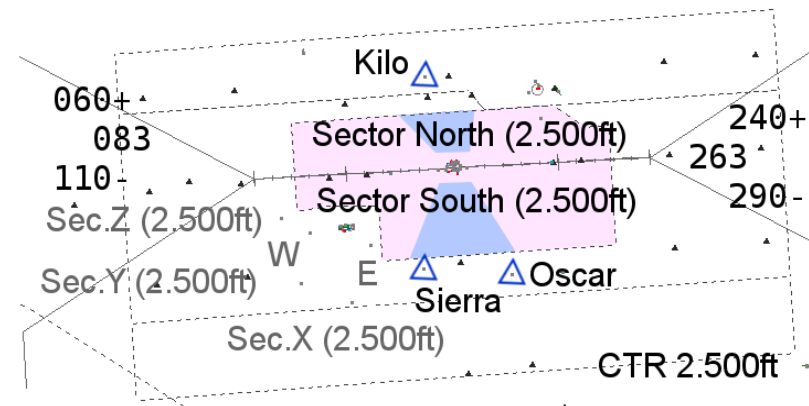 Kilo
060+
083
110-
Sector North (2.500ft)
240+
263
290-
Sector South (2.500ft)
Sec.Z (2.500ft)
W
E
Sec.Y (2.500ft)
Oscar
Sierra
Sec.X (2.500ft)
CTR 2.500ft